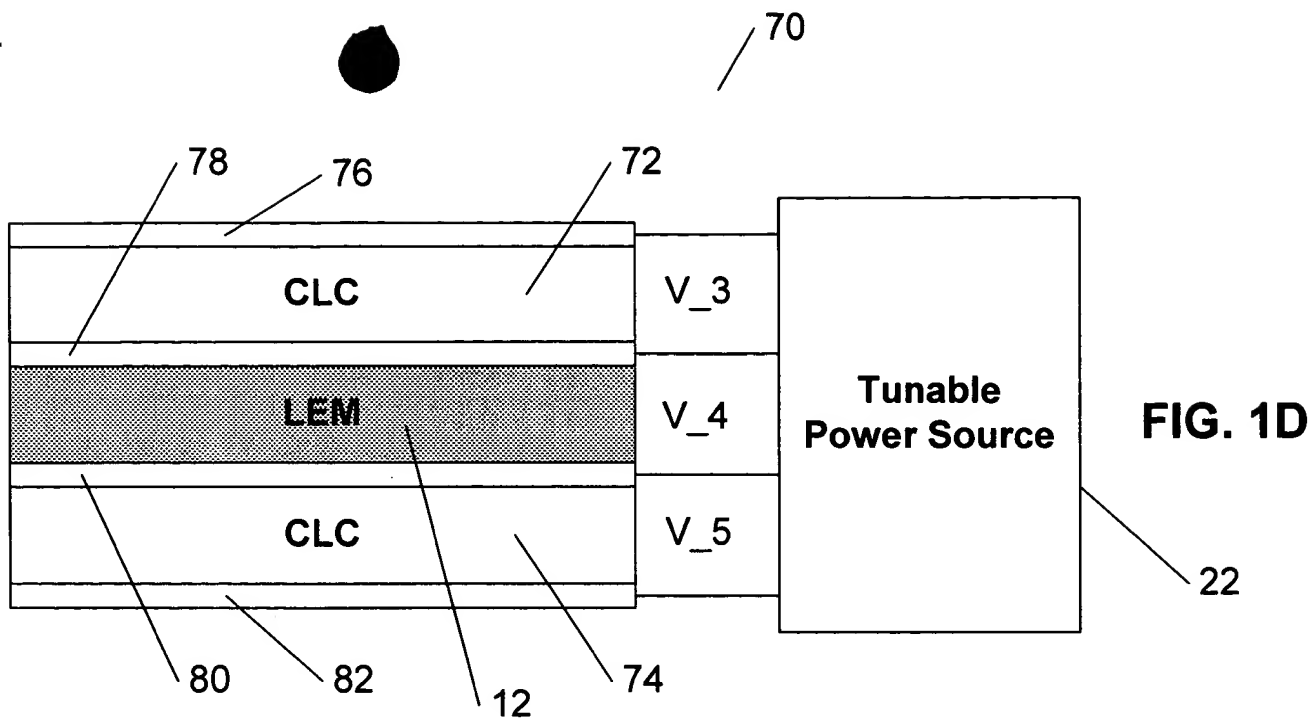 70
78
76
72
CLC
V_3
LEM
V_4
Tunable
Power Source
FIG. 1D
CLC
V_5
22
80
82
12
74